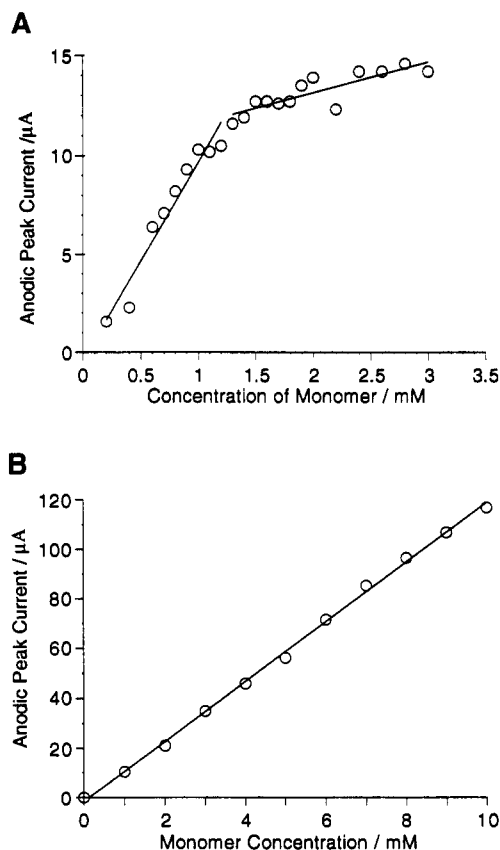 A
15
10
5
0
0 0.5 1 1.5 2 2.5 3 3.5
Anodic Peak Current /μA
Concentration of Monomer / mM
B
120
100
80
60
40
20
0
0 2 4 6 8 10
Anodic Peak Current / μA
Monomer Concentration / mM